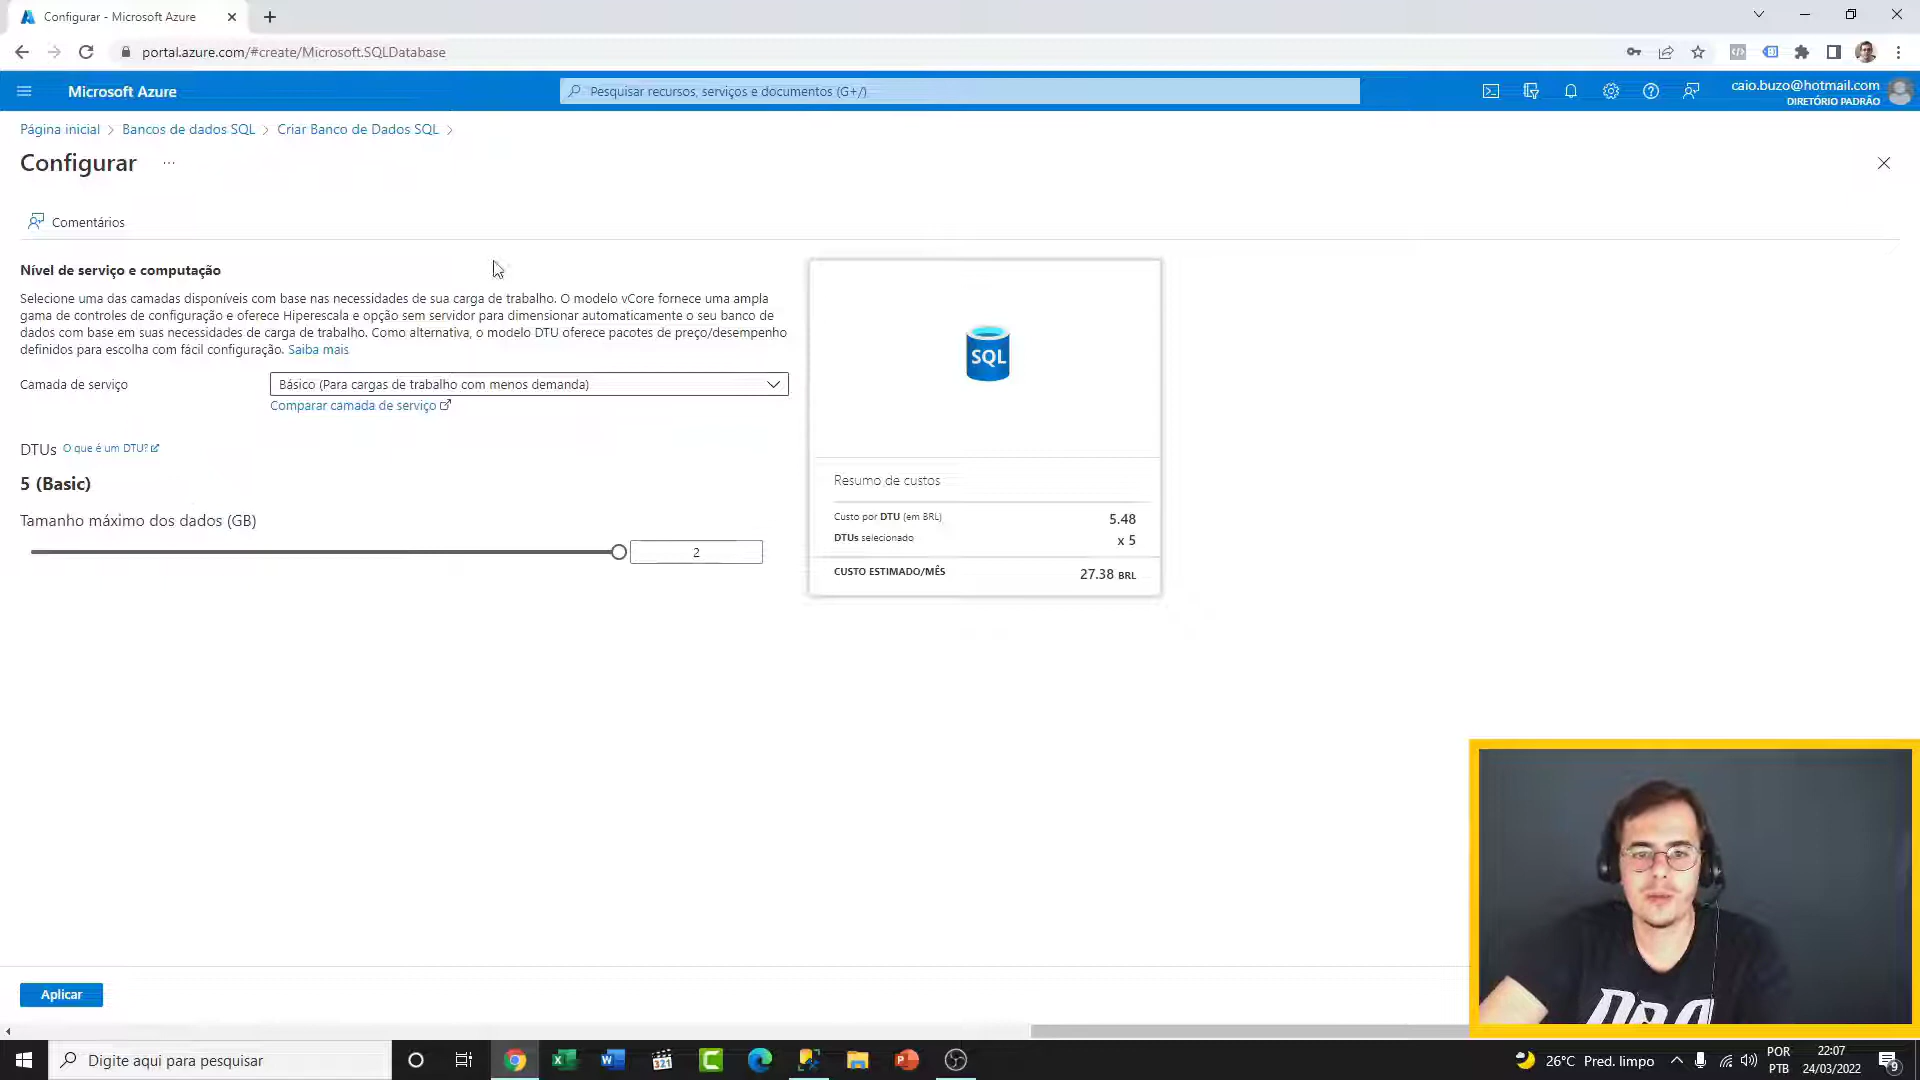 Configurar - Microsoft Azure
portal.azure.com/#create/Microsoft.SQLDatabase
Microsoft Azure
Pesquisar recursos, serviços e documentos (G+/)
caio.buzo@hotmail.com
DIRETÓRIO PADRÃO
Página inicial > Bancos de dados SQL > Criar Banco de Dados SQL >
Configurar ...
Comentários
Nível de serviço e computação
Selecione uma das camadas disponíveis com base nas necessidades de sua carga de trabalho. O modelo vCore fornece uma ampla
gama de controles de configuração e oferece Hiperescala e opção sem servidor para dimensionar automaticamente o seu banco de
dados com base em suas necessidades de carga de trabalho. Como alternativa, o modelo DTU oferece pacotes de preço/desempenho
definidos para escolha com fácil configuração. Saiba mais
Camada de serviço
Básico (Para cargas de trabalho com menos demanda)
Comparar camada de serviço
DTUs O que é um DTU?
5 (Basic)
Tamanho máximo dos dados (GB)
2
SQL
Resumo de custos
Custo por DTU (em BRL) 5.48
DTUs selecionado x 5
CUSTO ESTIMADO/MÊS 27.38 BRL
Aplicar
Digite aqui para pesquisar
321
26°C Pred. limpo
POR
PTB
22:07
24/03/2022
9